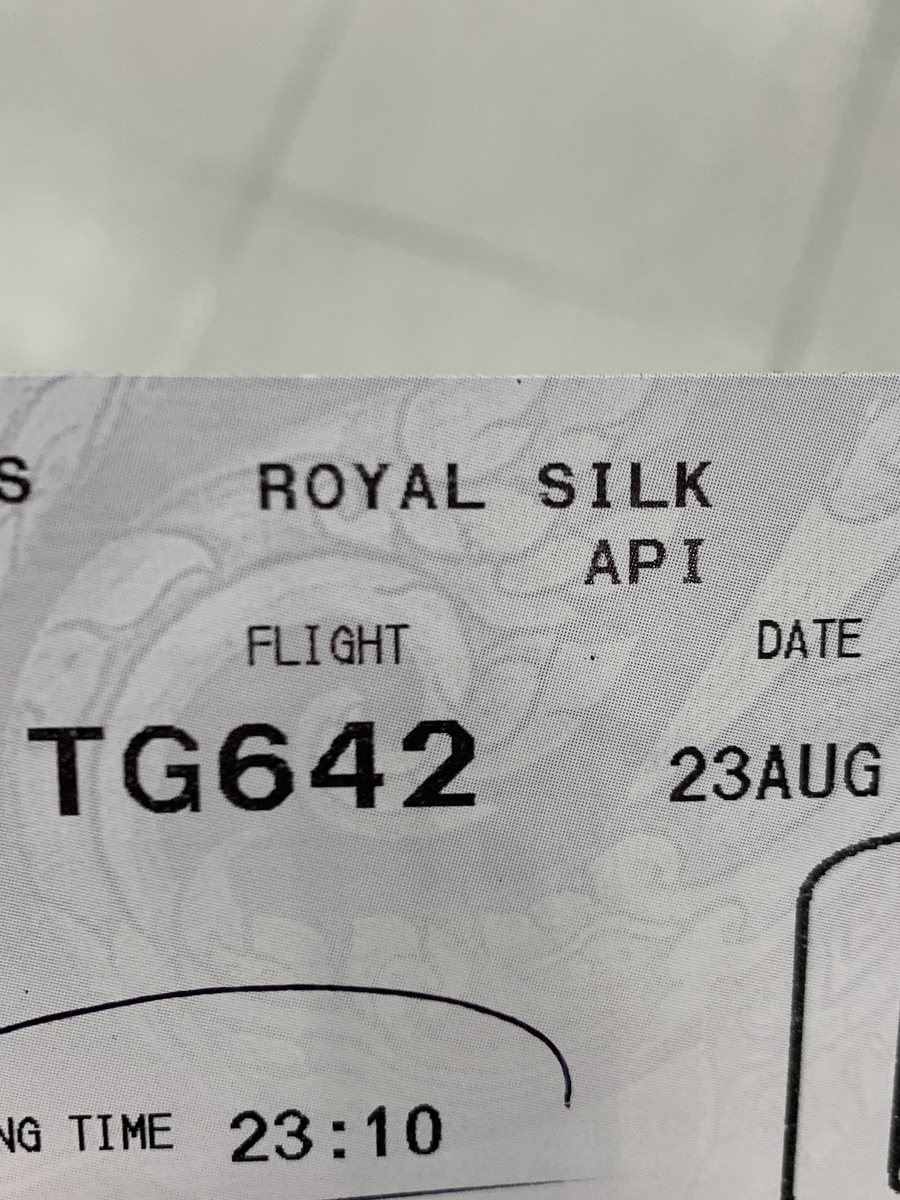 S ROYAL SILK
API
FLIGHT DATE
TG642 23AUG
NG TIME 23:10